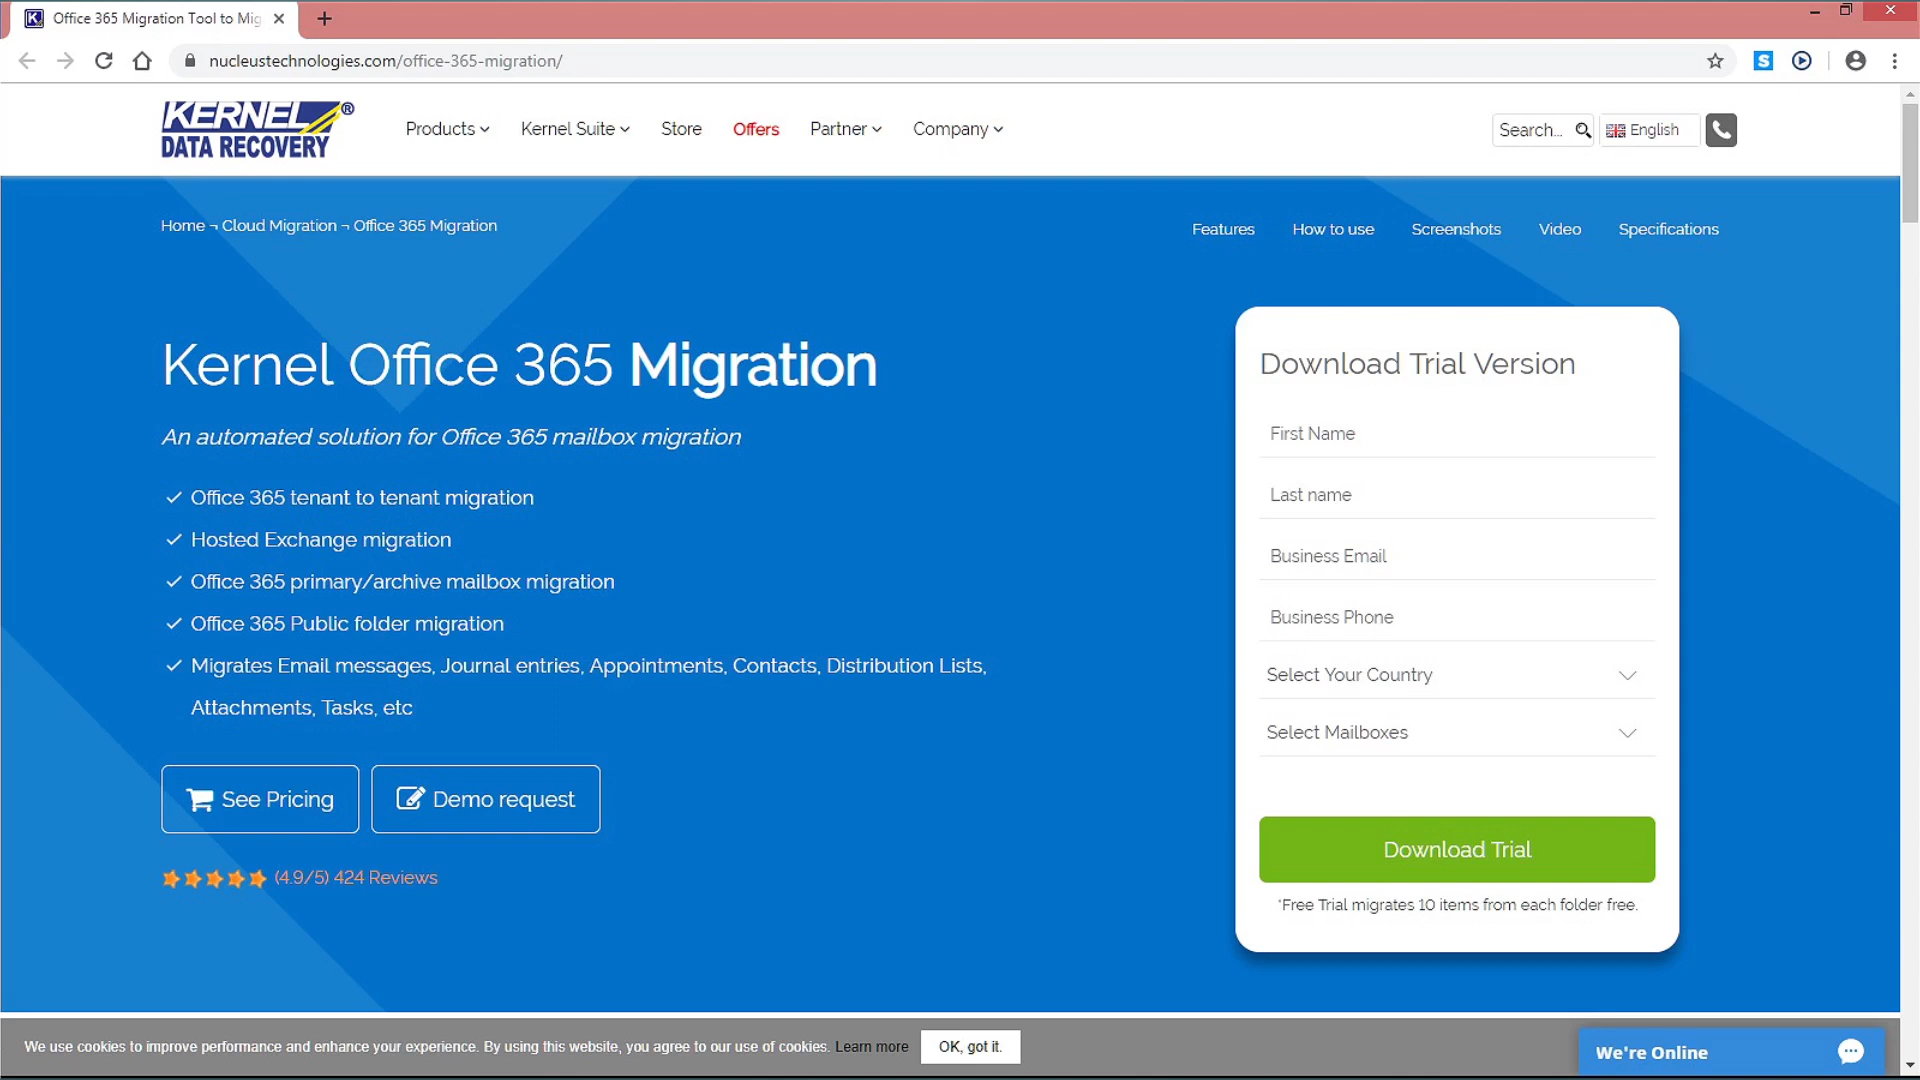 Office 365 Migration Tool to Mig
nucleustechnologies.com/office-365-migration/
KERNEL ®
DATA RECOVERY
Products
Kernel Suite
Store
Offers
Partner
Company
Search...
English
Home ¬ Cloud Migration ¬ Office 365 Migration
Features
How to use
Screenshots
Video
Specifications
Kernel Office 365 Migration
An automated solution for Office 365 mailbox migration
Office 365 tenant to tenant migration
Hosted Exchange migration
Office 365 primary/archive mailbox migration
Office 365 Public folder migration
Migrates Email messages, Journal entries, Appointments, Contacts, Distribution Lists,
Attachments, Tasks, etc
See Pricing
Demo request
(4.9/5) 424 Reviews
Download Trial Version
First Name
Last name
Business Email
Business Phone
Select Your Country
Select Mailboxes
Download Trial
*Free Trial migrates 10 items from each folder free.
We use cookies to improve performance and enhance your experience. By using this website, you agree to our use of cookies. Learn more
OK, got it.
We're Online